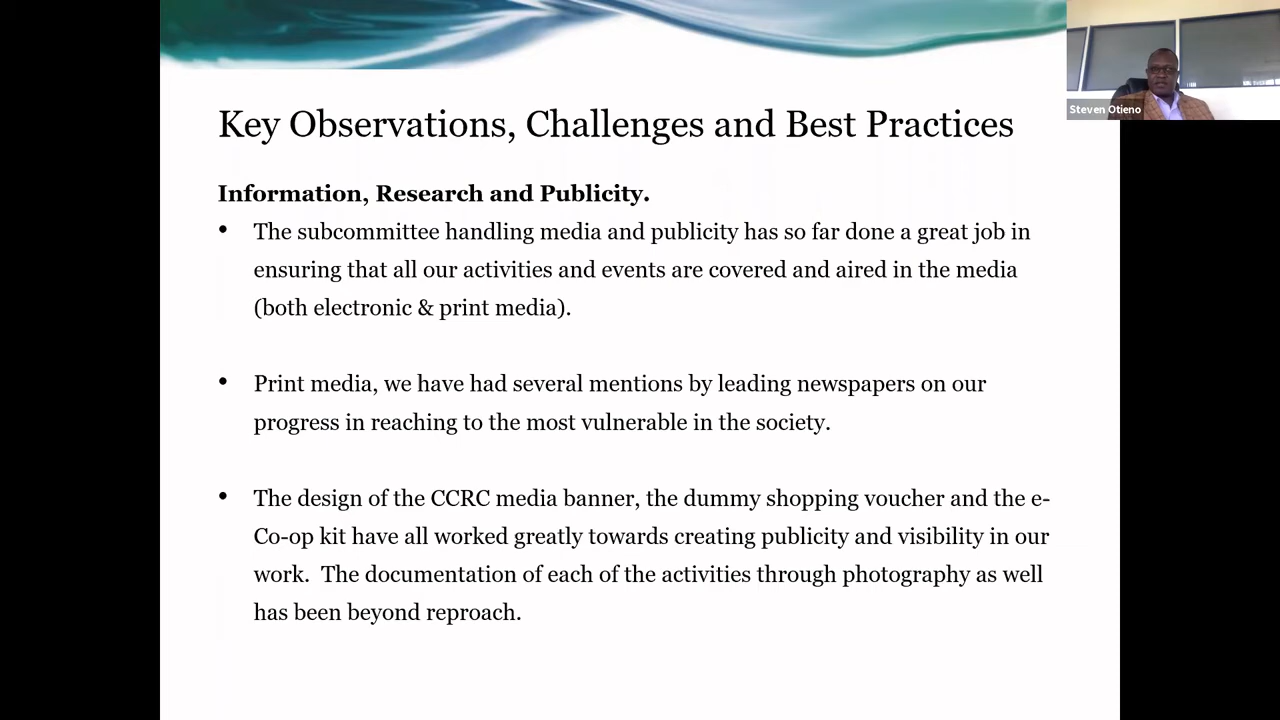 Steven Otieno
Key Observations, Challenges and Best Practices
Information, Research and Publicity.
• The subcommittee handling media and publicity has so far done a great job in
ensuring that all our activities and events are covered and aired in the media
(both electronic & print media).
• Print media, we have had several mentions by leading newspapers on our
progress in reaching to the most vulnerable in the society.
• The design of the CCRC media banner, the dummy shopping voucher and the e-
Co-op kit have all worked greatly towards creating publicity and visibility in our
work.  The documentation of each of the activities through photography as well
has been beyond reproach.